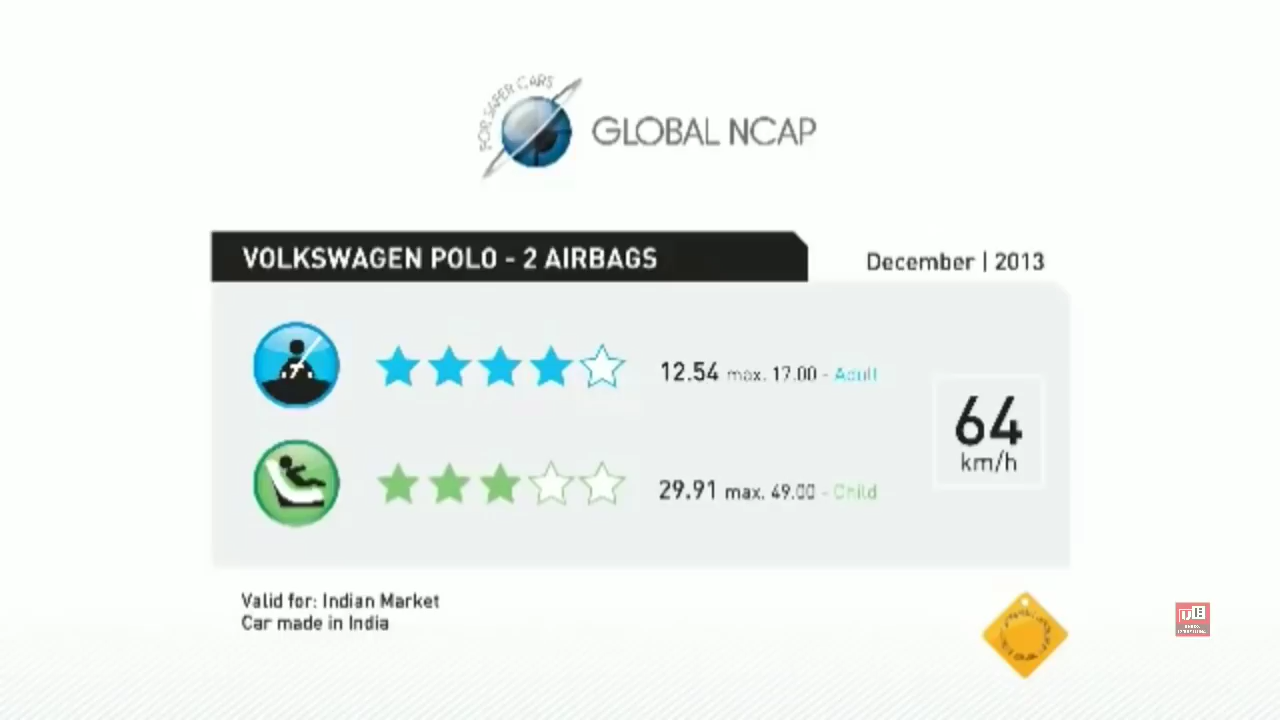 FOR SAFER CARS
GLOBAL NCAP
VOLKSWAGEN POLO - 2 AIRBAGS
December | 2013
12.54 max. 17.00 - Adult
29.91 max. 49.00 - Child
64
km/h
Valid for: Indian Market
Car made in India